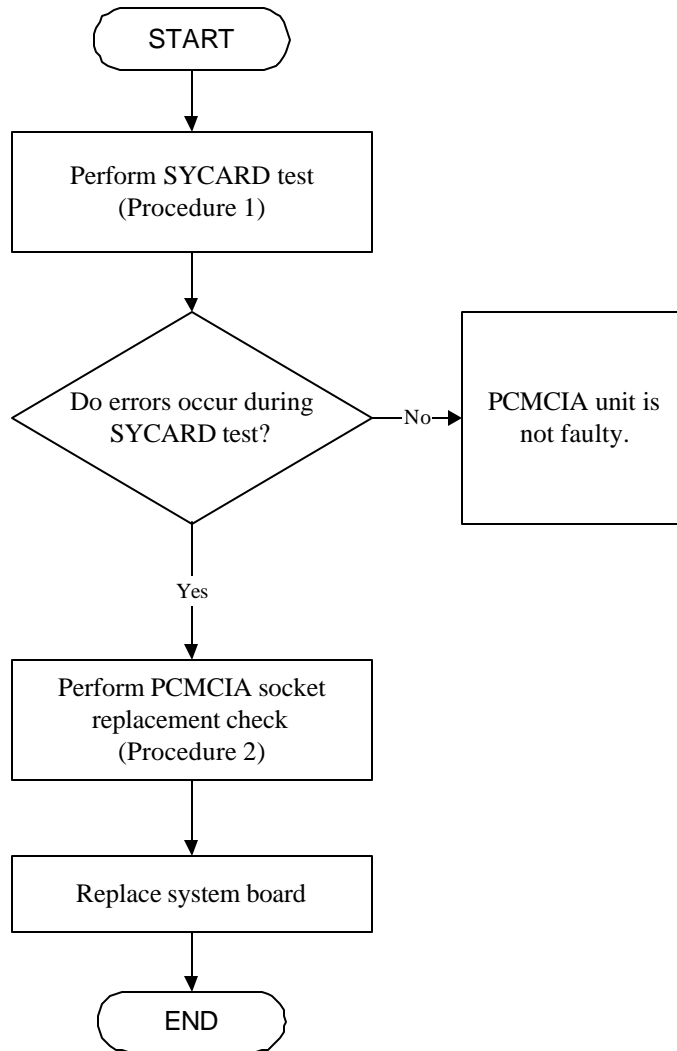 START
Perform SYCARD test
(Procedure 1)
Do errors occur during
SYCARD test?
No
PCMCIA unit is
not faulty.
Yes
Perform PCMCIA socket
replacement check
(Procedure 2)
Replace system board
END